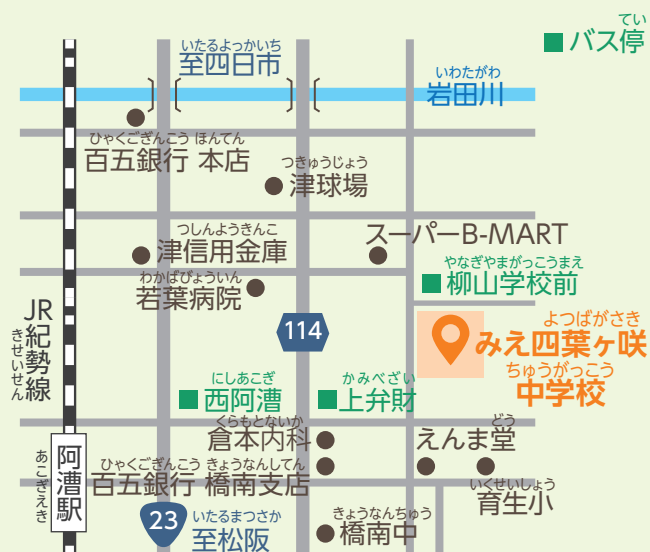 てい
バス停
いたるよっかいち
至四日市
いわたがわ
岩田川
ひゃくごぎんこう ほんてん
百五銀行 本店
つきゅうじょう
津球場
つしんようきんこ
津信用金庫
スーパーB-MART
やなぎやまがっこうまえ
柳山学校前
わかばびょういん
若葉病院
JR紀勢線
きせいせん
114
よつばがさき
みえ四葉ヶ咲
ちゅうがっこう
中学校
にしあこぎ
西阿漕
かみべざい
上弁財
くらもとないか
倉本内科
どう
えんま堂
阿漕駅
あこぎえき
ひゃくごぎんこう きょうなんしてん
百五銀行 橋南支店
いくせいしょう
育生小
23
いたるまつさか
至松阪
きょうなんちゅう
橋南中